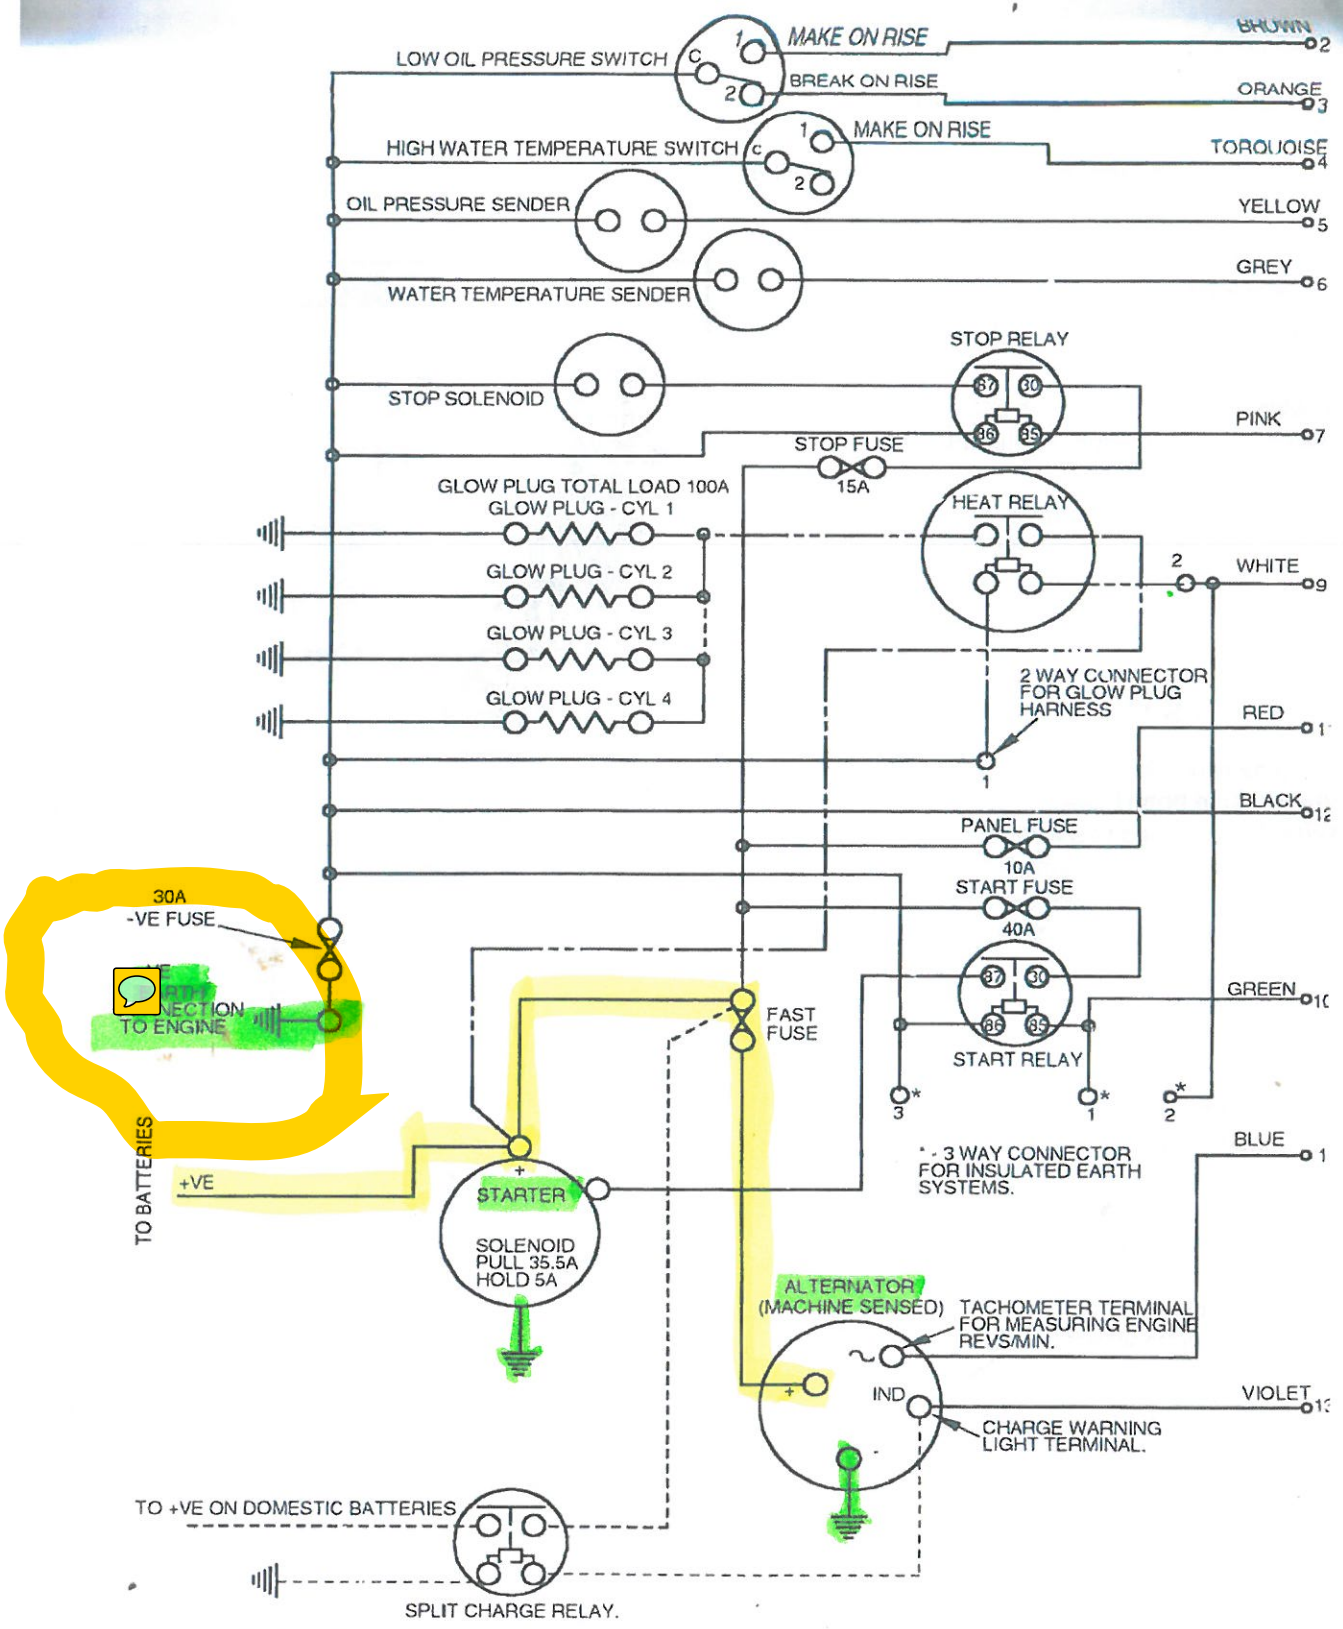 BROWN
MAKE ON RISE
1
2
LOW OIL PRESSURE SWITCH
C
BREAK ON RISE
2
ORANGE
3
1
MAKE ON RISE
HIGH WATER TEMPERATURE SWITCH
C
TORQUOISE
4
2
OIL PRESSURE SENDER
YELLOW
5
GREY
6
WATER TEMPERATURE SENDER
STOP RELAY
87 30
STOP SOLENOID
PINK
86 85
7
STOP FUSE
15A
GLOW PLUG TOTAL LOAD 100A
GLOW PLUG - CYL 1
HEAT RELAY
2
WHITE
9
GLOW PLUG - CYL 2
GLOW PLUG - CYL 3
GLOW PLUG - CYL 4
2 WAY CONNECTOR
FOR GLOW PLUG
HARNESS
RED
1
1
BLACK
12
PANEL FUSE
10A
START FUSE
40A
30A
-VE FUSE
87 30
GREEN
10
-VE
EARTH
CONNECTION
TO ENGINE
FAST
FUSE
86 85
START RELAY
3 *
1 *
2 *
TO BATTERIES
+VE
+
STARTER
SOLENOID
PULL 35.5A
HOLD 5A
* - 3 WAY CONNECTOR
FOR INSULATED EARTH
SYSTEMS.
BLUE
1
ALTERNATOR
(MACHINE SENSED)
TACHOMETER TERMINAL
FOR MEASURING ENGINE
REVS/MIN.
+
IND
VIOLET
13
CHARGE WARNING
LIGHT TERMINAL.
TO +VE ON DOMESTIC BATTERIES
SPLIT CHARGE RELAY.